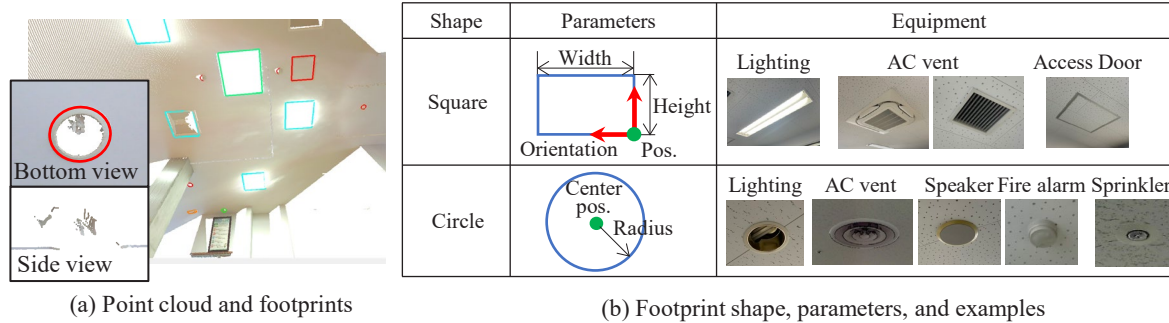 Bottom view
Side view
(a) Point cloud and footprints
Shape Parameters Equipment
Square
Width
Height
Orientation Pos.
Lighting AC vent Access Door
Circle
Center
pos.
Radius
Lighting AC vent Speaker Fire alarm Sprinkler
(b) Footprint shape, parameters, and examples